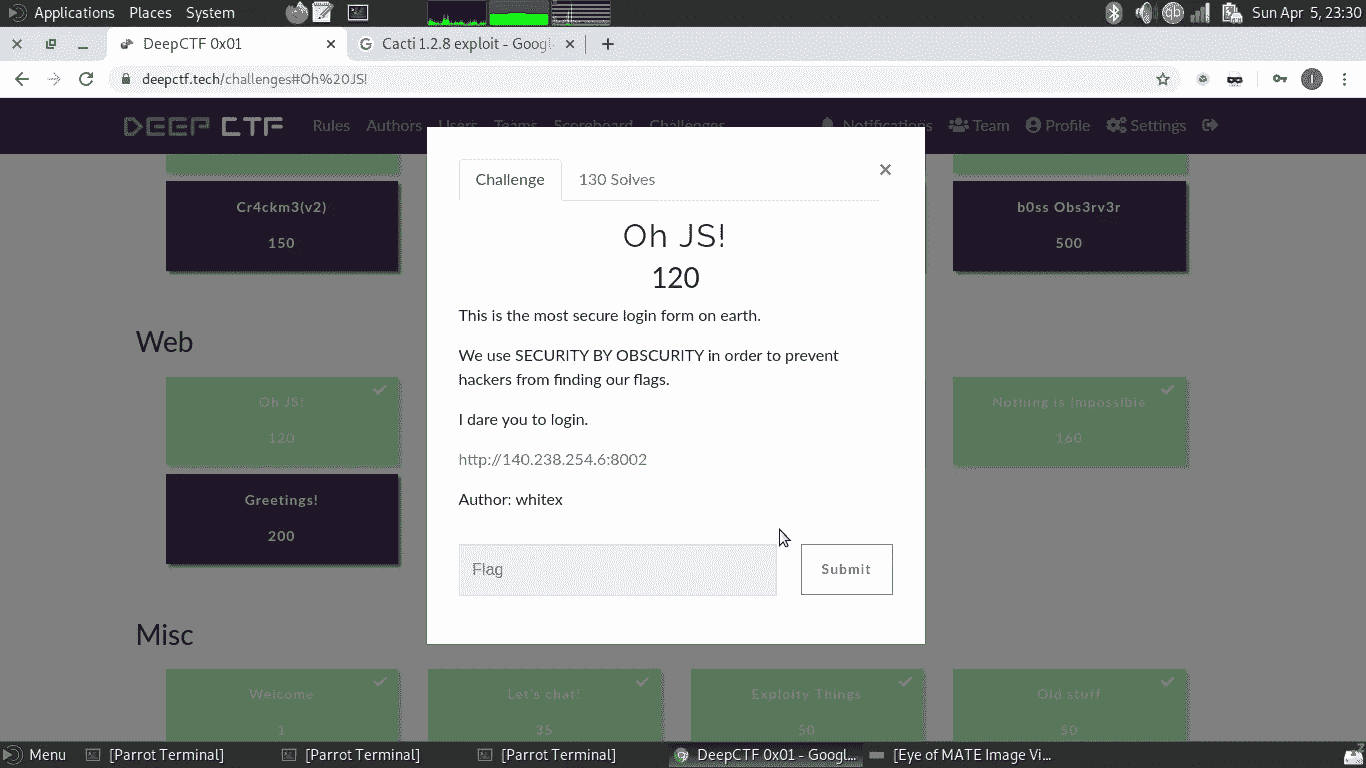 Applications Places System Sun Apr 5, 23:30
DeepCTF 0x01 Cacti 1.2.8 exploit - Googl
deepctf.tech/challenges#Oh%20JS!
DEEP CTF Rules Authors Users Teams Scoreboard Challenges Notifications Team Profile Settings
Challenge 130 Solves ×
Cr4ckm3(v2) b0ss Obs3rv3r
150 500
Oh JS!
120
This is the most secure login form on earth.
We use SECURITY BY OBSCURITY in order to prevent
hackers from finding our flags.
I dare you to login.
http://140.238.254.6:8002
Author: whitex
Flag Submit
Web
Oh JS! Nothing is Impossible
120 160
Greetings!
200
Misc
Welcome Let's chat! Exploity Things Old stuff
1 35 50 50
Menu [Parrot Terminal] [Parrot Terminal] [Parrot Terminal] DeepCTF 0x01 - Googl... [Eye of MATE Image Vi...